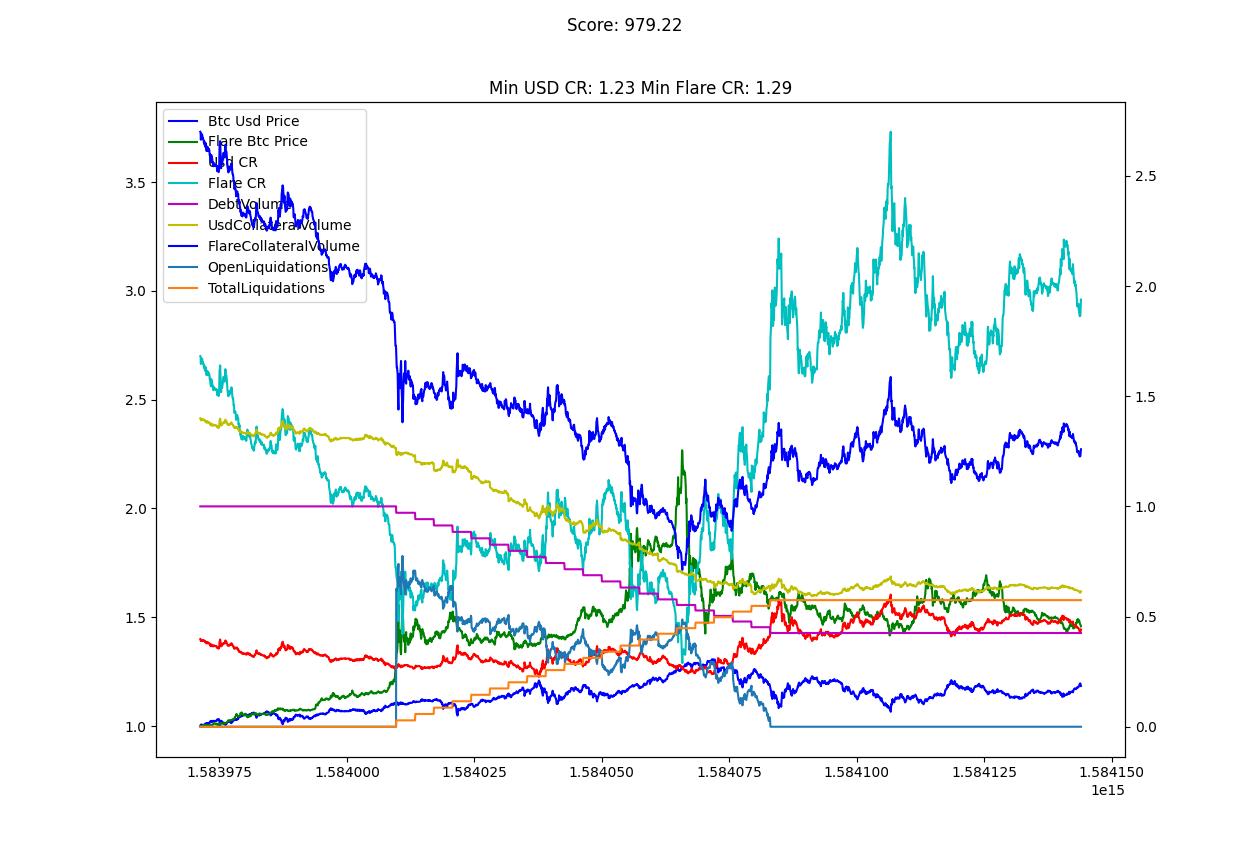 Score: 979.22
Min USD CR: 1.23 Min Flare CR: 1.29
Btc Usd Price
Flare Btc Price
Usd CR
Flare CR
DebtVolume
UsdCollateralVolume
FlareCollateralVolume
OpenLiquidations
TotalLiquidations
3.5
3.0
2.5
2.0
1.5
1.0
2.5
2.0
1.5
1.0
0.5
0.0
1.583975
1.584000
1.584025
1.584050
1.584075
1.584100
1.584125
1.584150
1e15